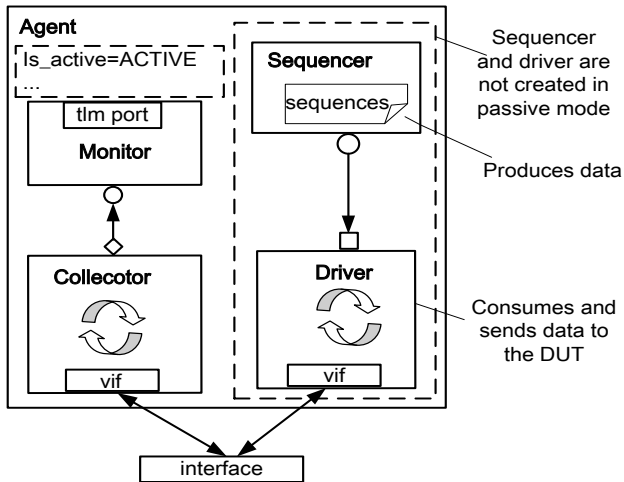 Agent
Is_active=ACTIVE
...
tlm port
Monitor
Collecotor
vif
Sequencer
sequences
Driver
vif
interface
Sequencer
and driver are
not created in
passive mode
Produces data
Consumes and
sends data to
the DUT